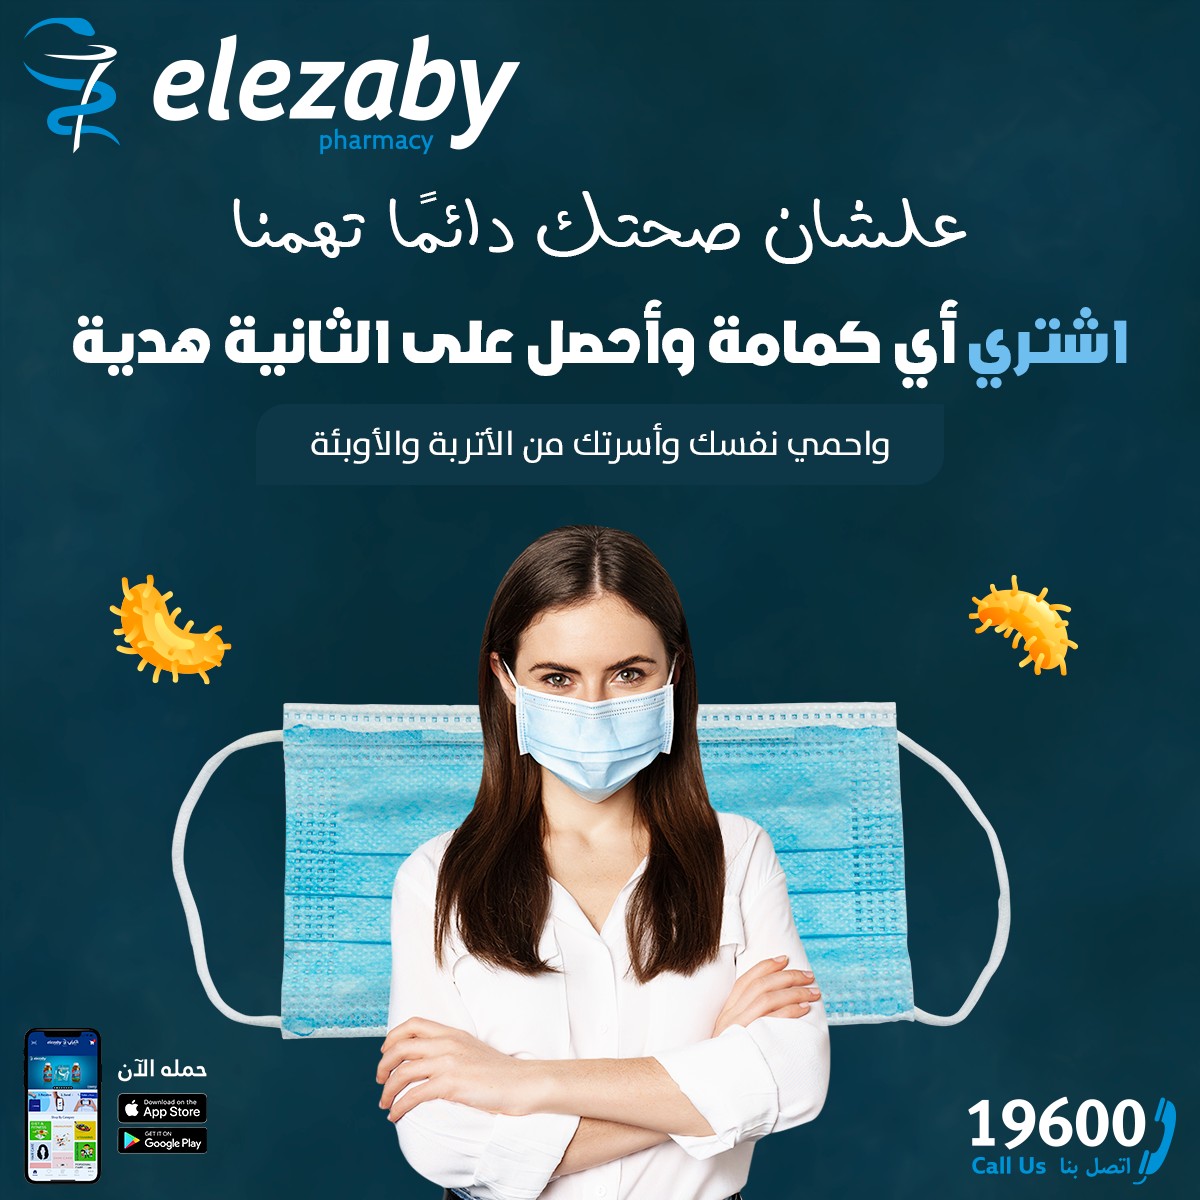 elezaby
pharmacy
علشان صحتك دائمًا تهمنا
اشتري أي كمامة وأحصل على الثانية هدية
واحمي نفسك وأسرتك من الأتربة والأوبئة
حمله الآن
Download on the
App Store
GET IT ON
Google Play
19600
Call Us اتصل بنا